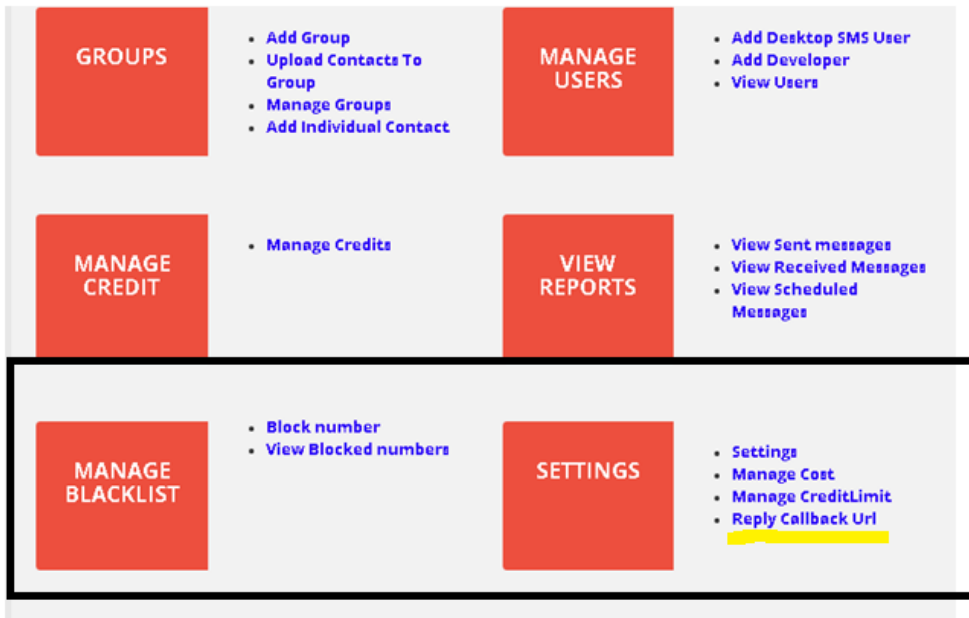 GROUPS
• Add Group
• Upload Contacts To
Group
• Manage Groups
• Add Individual Contact
MANAGE
USERS
• Add Desktop SMS User
• Add Developer
• View Users
MANAGE
CREDIT
• Manage Credits
VIEW
REPORTS
• View Sent messages
• View Received Messages
• View Scheduled
Messages
MANAGE
BLACKLIST
• Block number
• View Blocked numbers
SETTINGS
• Settings
• Manage Cost
• Manage CreditLimit
• Reply Callback Url